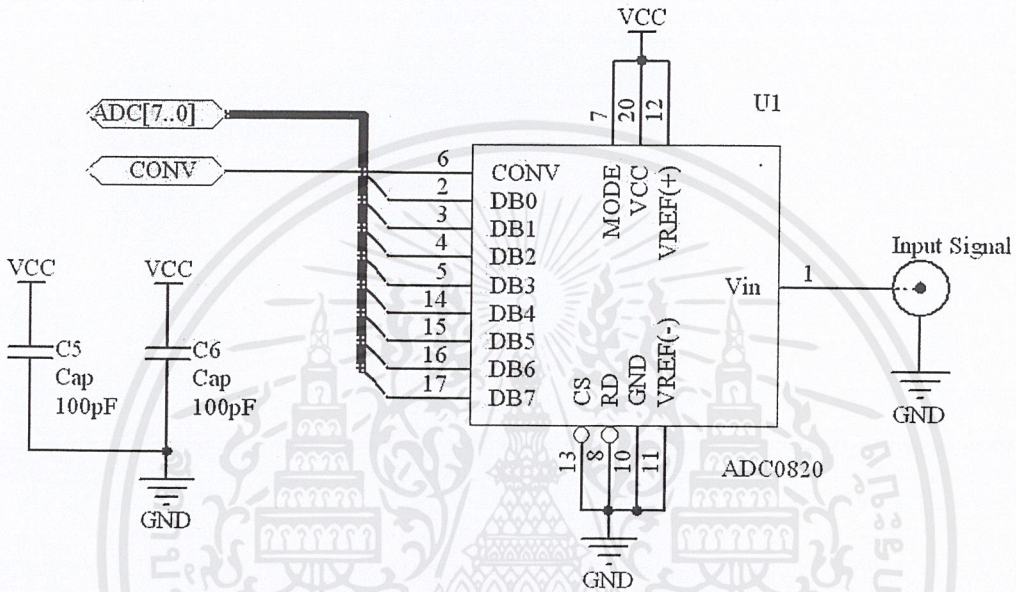 VCC
U1
ADC[7..0]
CONV
7
20
12
MODE
VCC
VREF(+)
6
CONV
2
DB0
3
DB1
4
DB2
5
DB3
14
DB4
15
DB5
16
DB6
17
DB7
Vin
1
Input Signal
GND
VCC
C5
Cap
100pF
VCC
C6
Cap
100pF
GND
CS
RD
GND
VREF(-)
13
8
10
11
ADC0820
GND